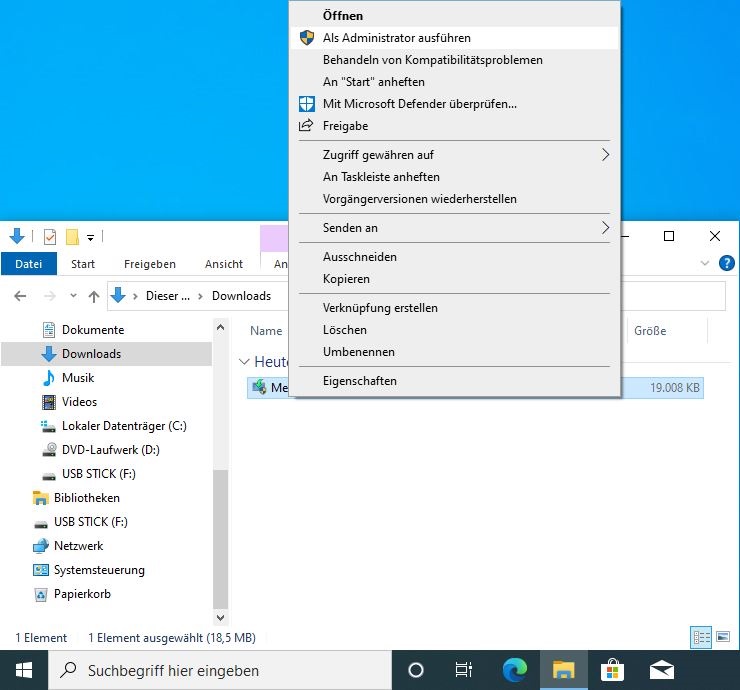 Öffnen
Als Administrator ausführen
Behandeln von Kompatibilitätsproblemen
An "Start" anheften
Mit Microsoft Defender überprüfen...
Freigabe
Zugriff gewähren auf
An Taskleiste anheften
Vorgängerversionen wiederherstellen
Senden an
Ausschneiden
Kopieren
Verknüpfung erstellen
Löschen
Umbenennen
Eigenschaften
Datei Start Freigeben Ansicht An
Dieser ... Downloads
Name Größe
Heute
Me 19.008 KB
Dokumente
Downloads
Musik
Videos
Lokaler Datenträger (C:)
DVD-Laufwerk (D:)
USB STICK (F:)
Bibliotheken
USB STICK (F:)
Netzwerk
Systemsteuerung
Papierkorb
1 Element 1 Element ausgewählt (18,5 MB)
Suchbegriff hier eingeben